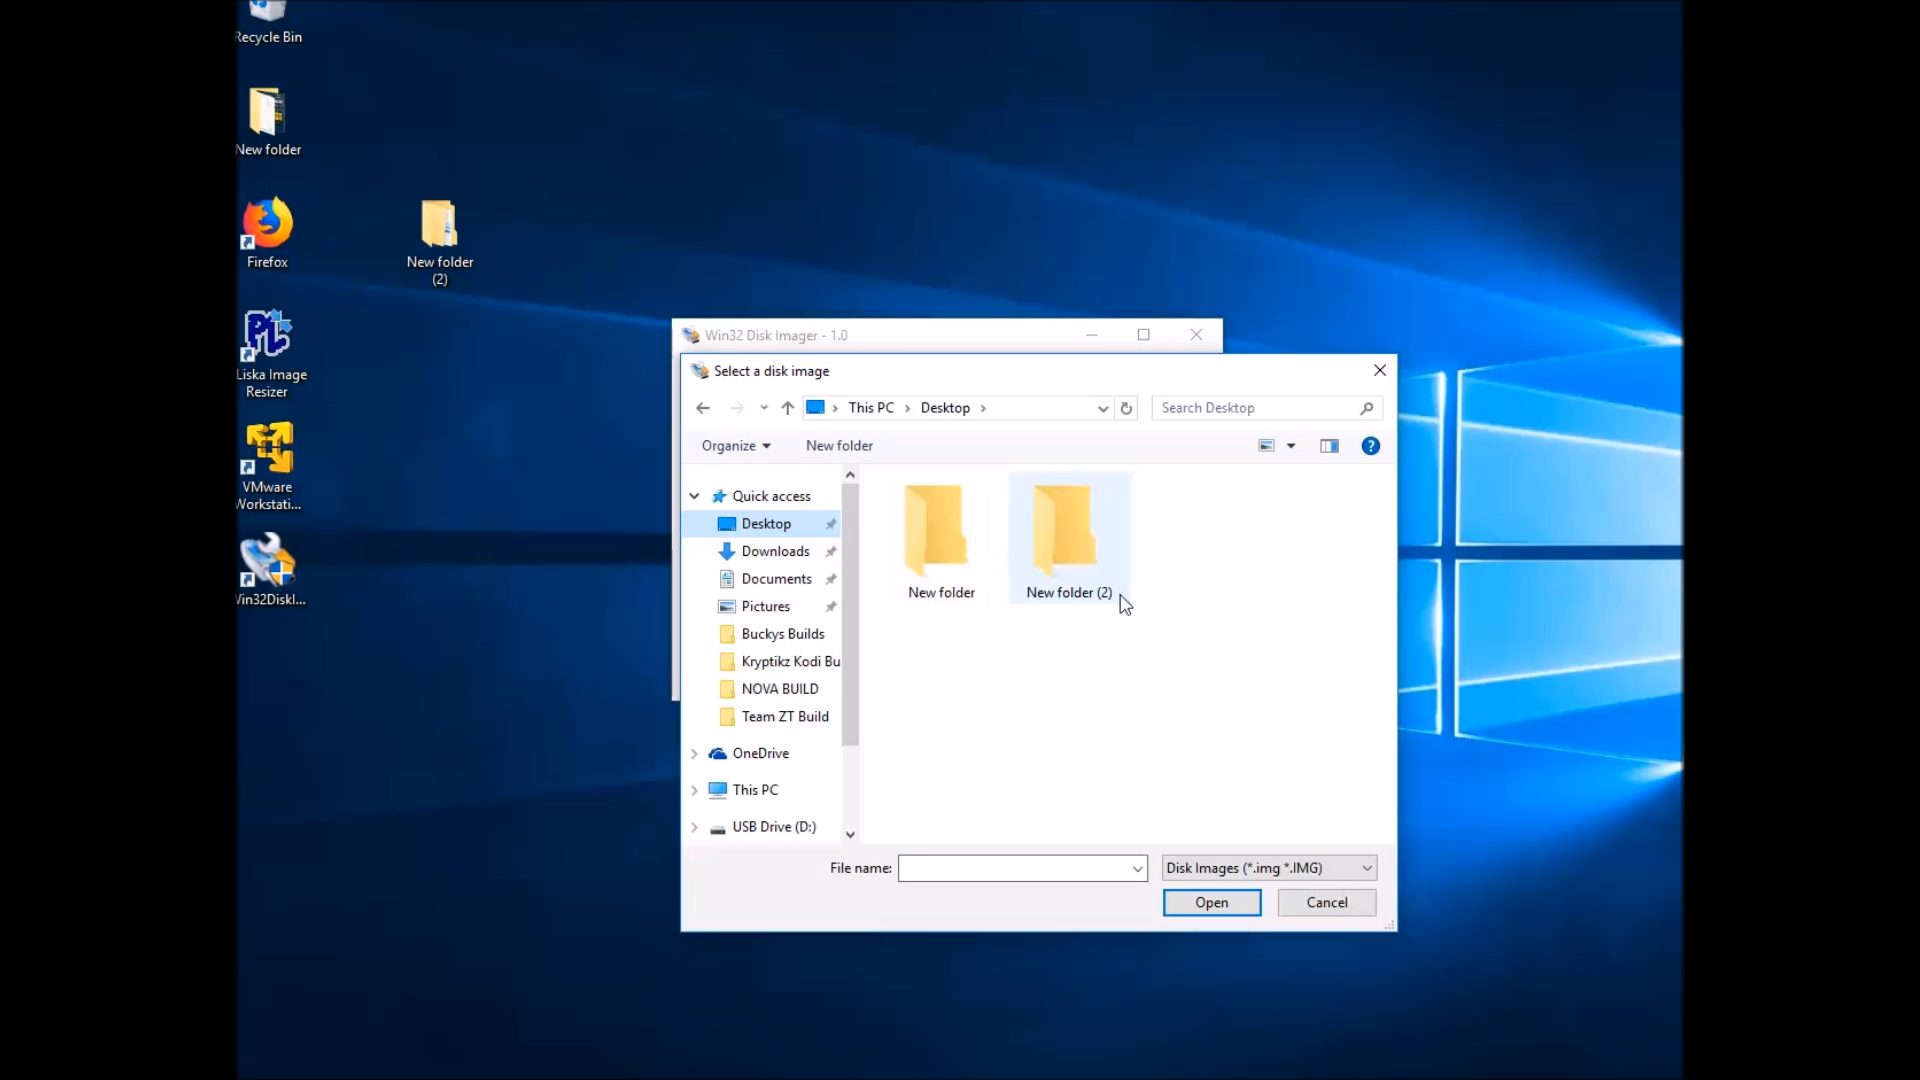 Recycle Bin
New folder
Firefox
New folder
(2)
Liska Image
Resizer
VMware
Workstati...
Win32DiskI...
Win32 Disk Imager - 1.0
Select a disk image
This PC
Desktop
Search Desktop
Organize
New folder
Quick access
Desktop
Downloads
Documents
Pictures
Buckys Builds
Kryptikz Kodi Bu
NOVA BUILD
Team ZT Build
OneDrive
This PC
USB Drive (D:)
New folder
New folder (2)
File name:
Disk Images (*.img *.IMG)
Open
Cancel